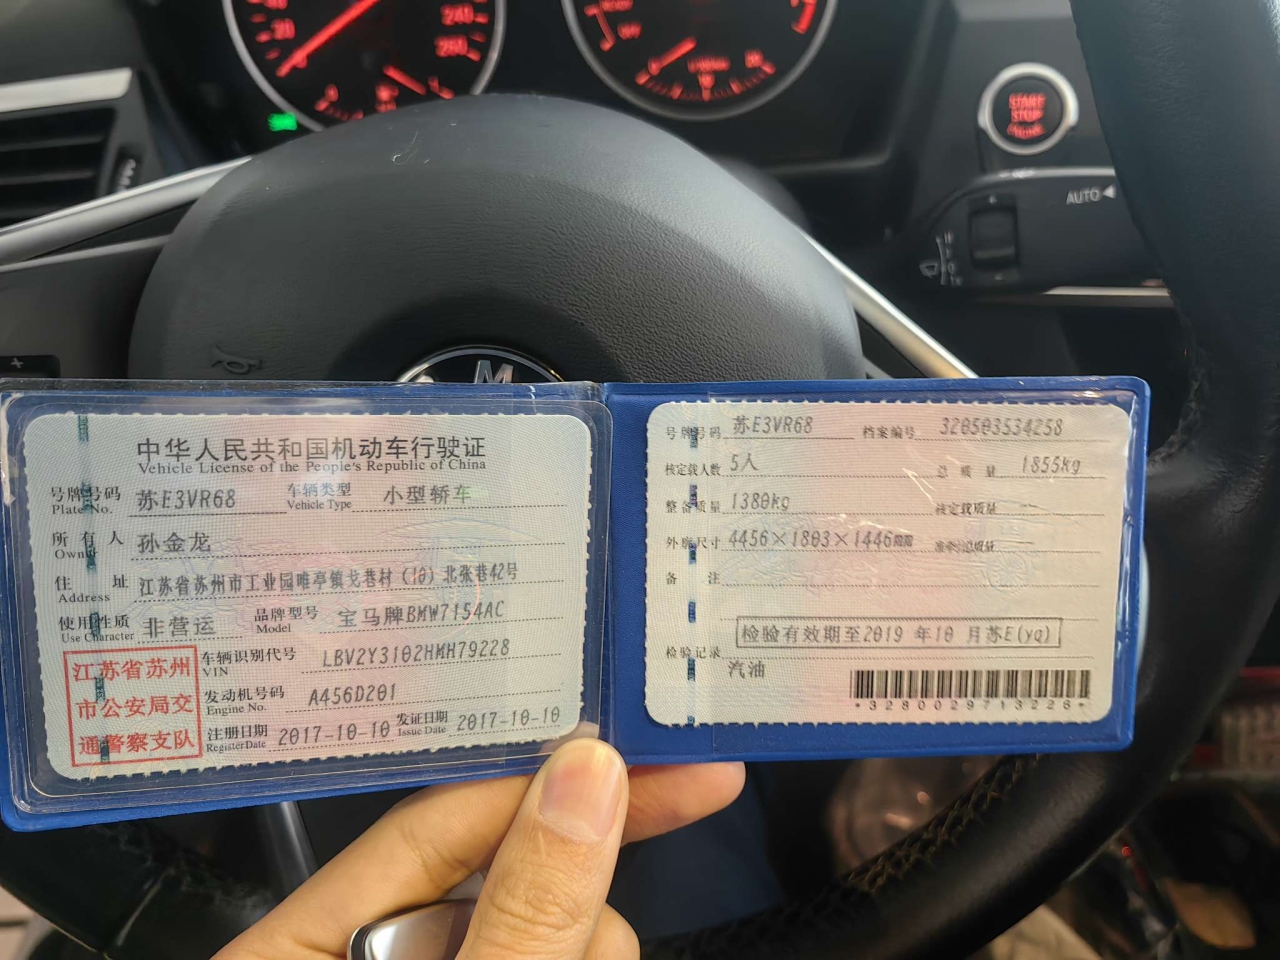 20
240
260
OFF
START
STOP
AUTO
M
中华人民共和国机动车行驶证
Vehicle License of the People's Republic of China
号牌号码 苏E3VR68 车辆类型 小型轿车
Plate No. Vehicle Type
所有人 孙金龙
Owner
住址 江苏省苏州市工业园唯亭镇戈巷村(10)北张巷42号
Address
使用性质 非营运 品牌型号 宝马牌BMW7154AC
Use Character Model
江苏省苏州
市公安局交
通警察支队
车辆识别代号 LBV2Y3102HMH79228
VIN
发动机号码 A456D201
Engine No.
注册日期 2017-10-10 发证日期 2017-10-10
Register Date Issue Date
号牌号码 苏E3VR68 档案编号 320503534258
核定载人数 5人 总质量 1855kg
整备质量 1380kg 核定载质量 --
外廓尺寸 4456×1803×1446mm 准牵引总质量 --
备注
检验有效期至2019年10月苏E(yq)
检验记录
汽油
*3280029713226*